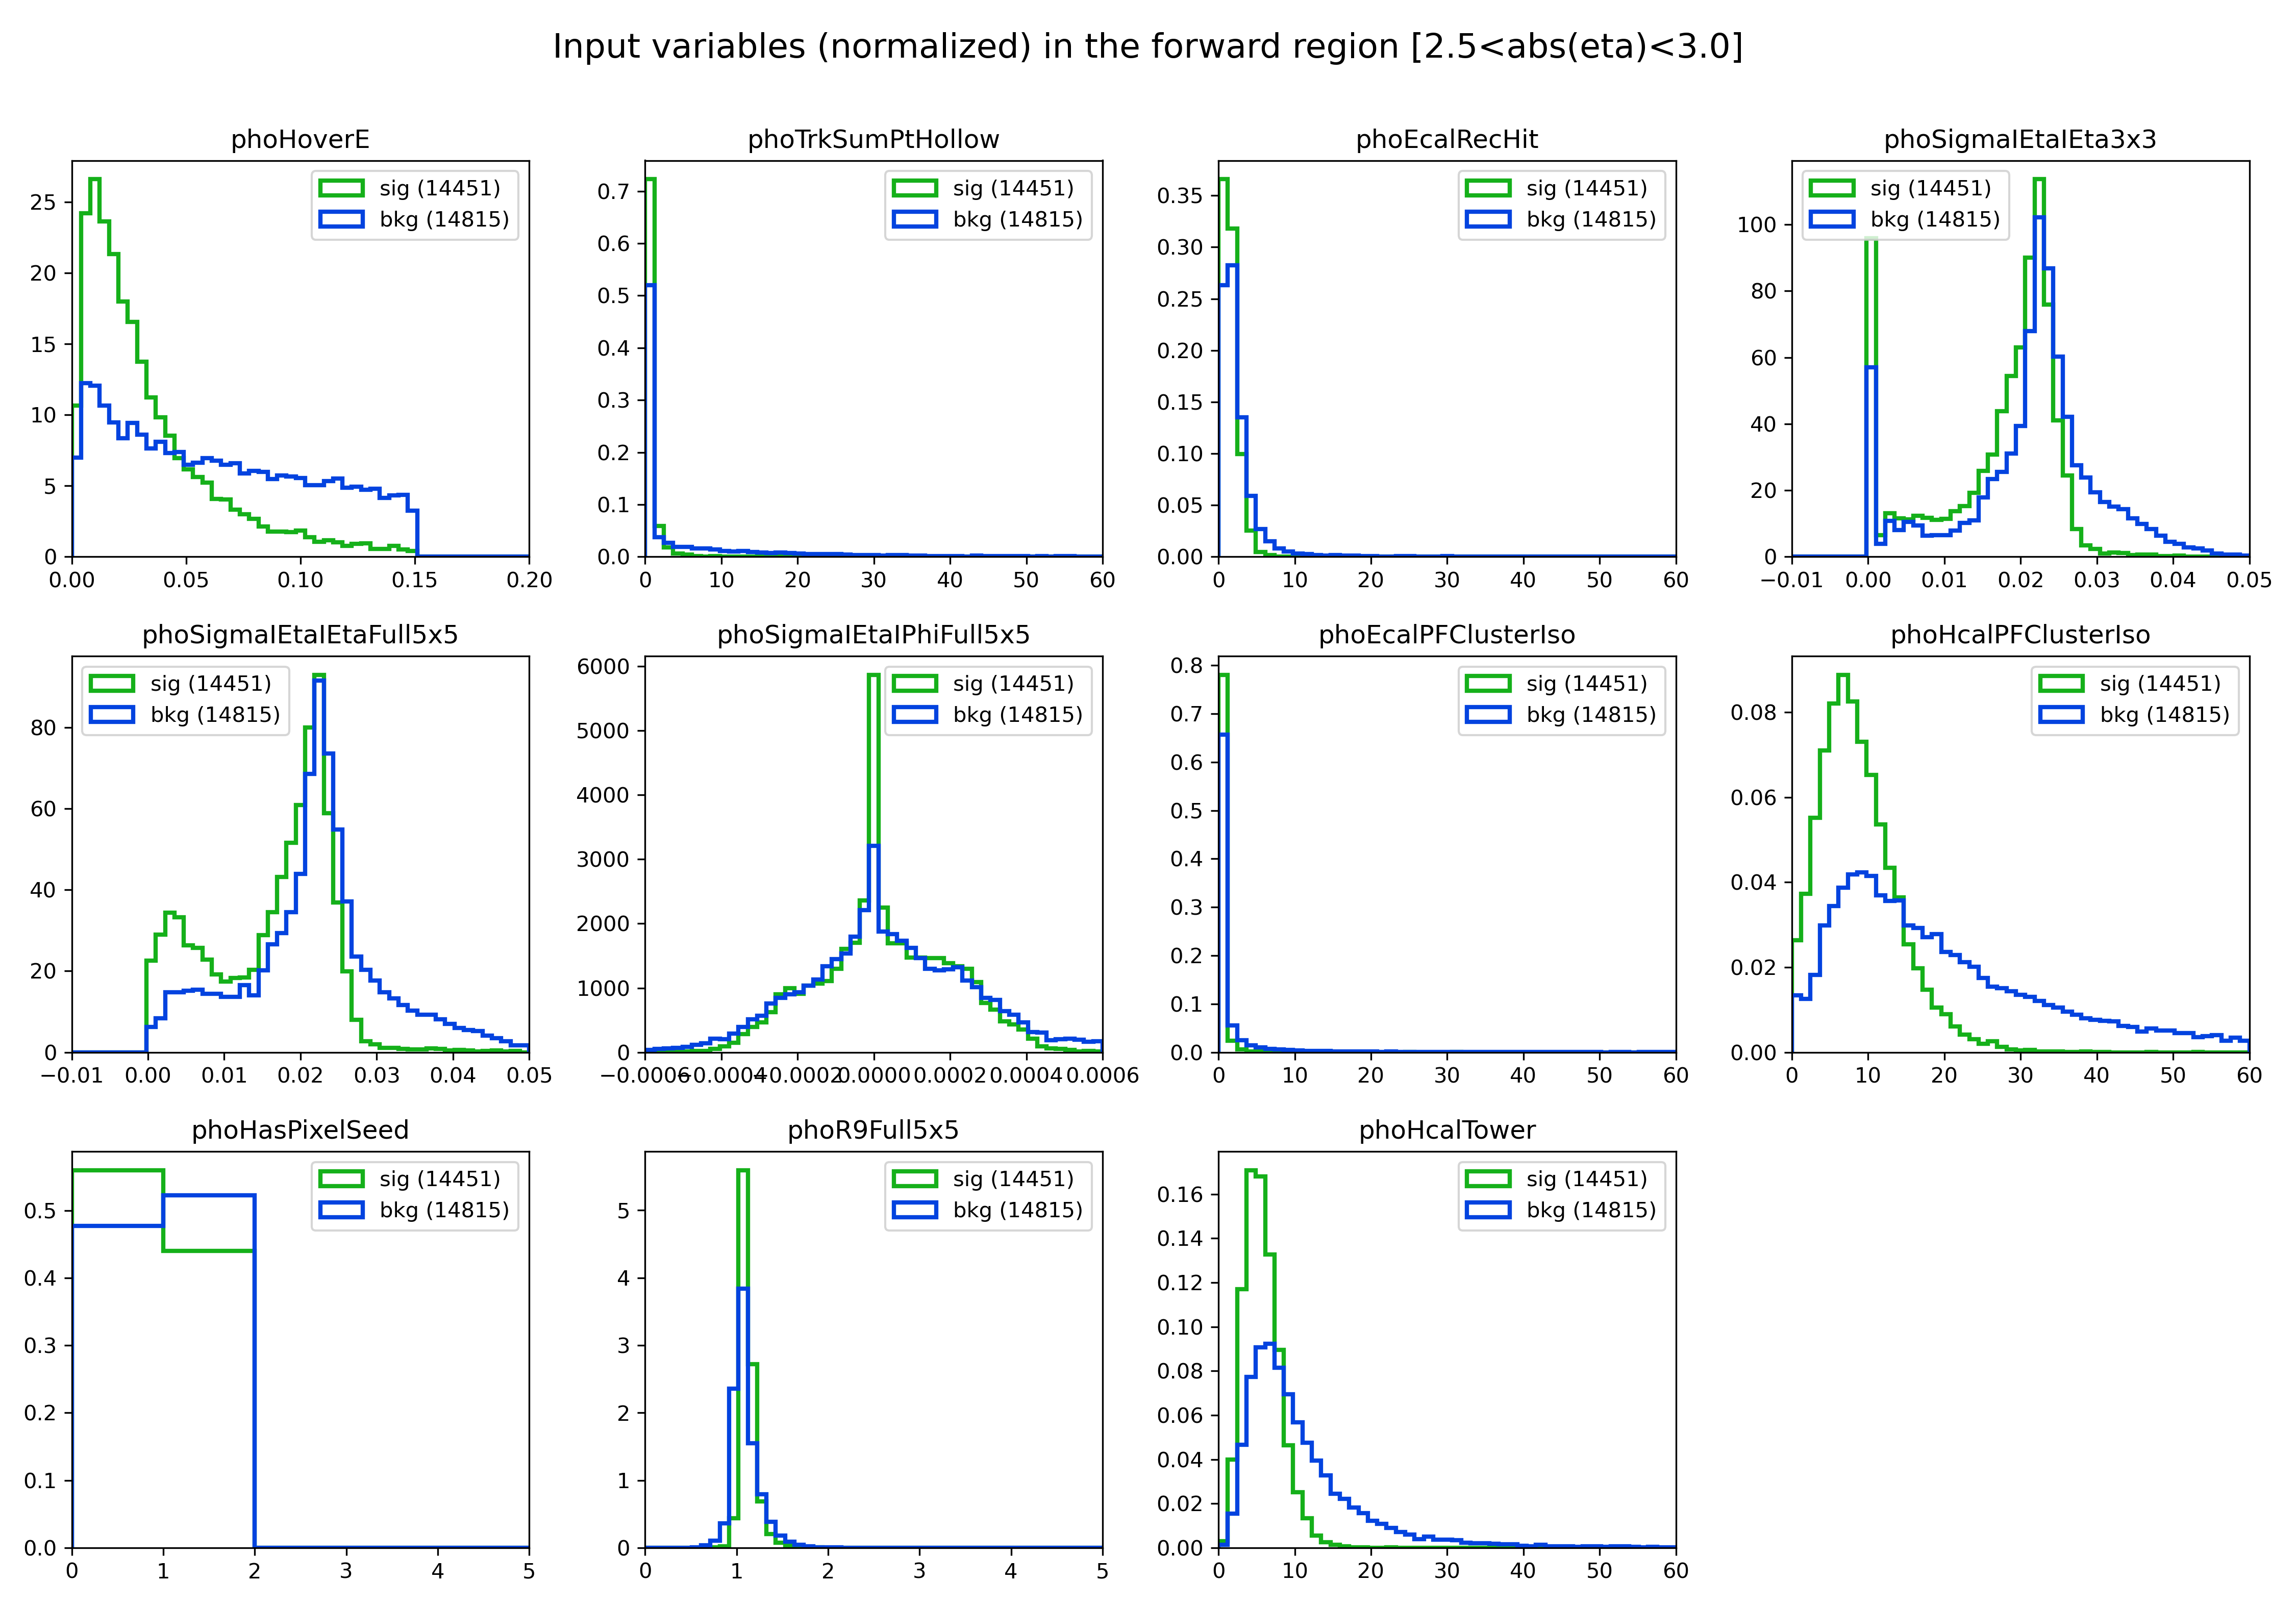 Input variables (normalized) in the forward region [2.5<abs(eta)<3.0]
phoHoverE
sig (14451)
bkg (14815)
25
20
15
10
5
0
0.00 0.05 0.10 0.15 0.20
phoTrkSumPtHollow
sig (14451)
bkg (14815)
0.7
0.6
0.5
0.4
0.3
0.2
0.1
0.0
0 10 20 30 40 50 60
phoEcalRecHit
sig (14451)
bkg (14815)
0.35
0.30
0.25
0.20
0.15
0.10
0.05
0.00
0 10 20 30 40 50 60
phoSigmaIEtaIEta3x3
sig (14451)
bkg (14815)
100
80
60
40
20
0
−0.01 0.00 0.01 0.02 0.03 0.04 0.05
phoSigmaIEtaIEtaFull5x5
sig (14451)
bkg (14815)
80
60
40
20
0
−0.01 0.00 0.01 0.02 0.03 0.04 0.05
phoSigmaIEtaIPhiFull5x5
sig (14451)
bkg (14815)
6000
5000
4000
3000
2000
1000
0
−0.0006 −0.0004 −0.0002 0.0000 0.0002 0.0004 0.0006
phoEcalPFClusterIso
sig (14451)
bkg (14815)
0.8
0.7
0.6
0.5
0.4
0.3
0.2
0.1
0.0
0 10 20 30 40 50 60
phoHcalPFClusterIso
sig (14451)
bkg (14815)
0.08
0.06
0.04
0.02
0.00
0 10 20 30 40 50 60
phoHasPixelSeed
sig (14451)
bkg (14815)
0.5
0.4
0.3
0.2
0.1
0.0
0 1 2 3 4 5
phoR9Full5x5
sig (14451)
bkg (14815)
5
4
3
2
1
0
0 1 2 3 4 5
phoHcalTower
sig (14451)
bkg (14815)
0.16
0.14
0.12
0.10
0.08
0.06
0.04
0.02
0.00
0 10 20 30 40 50 60